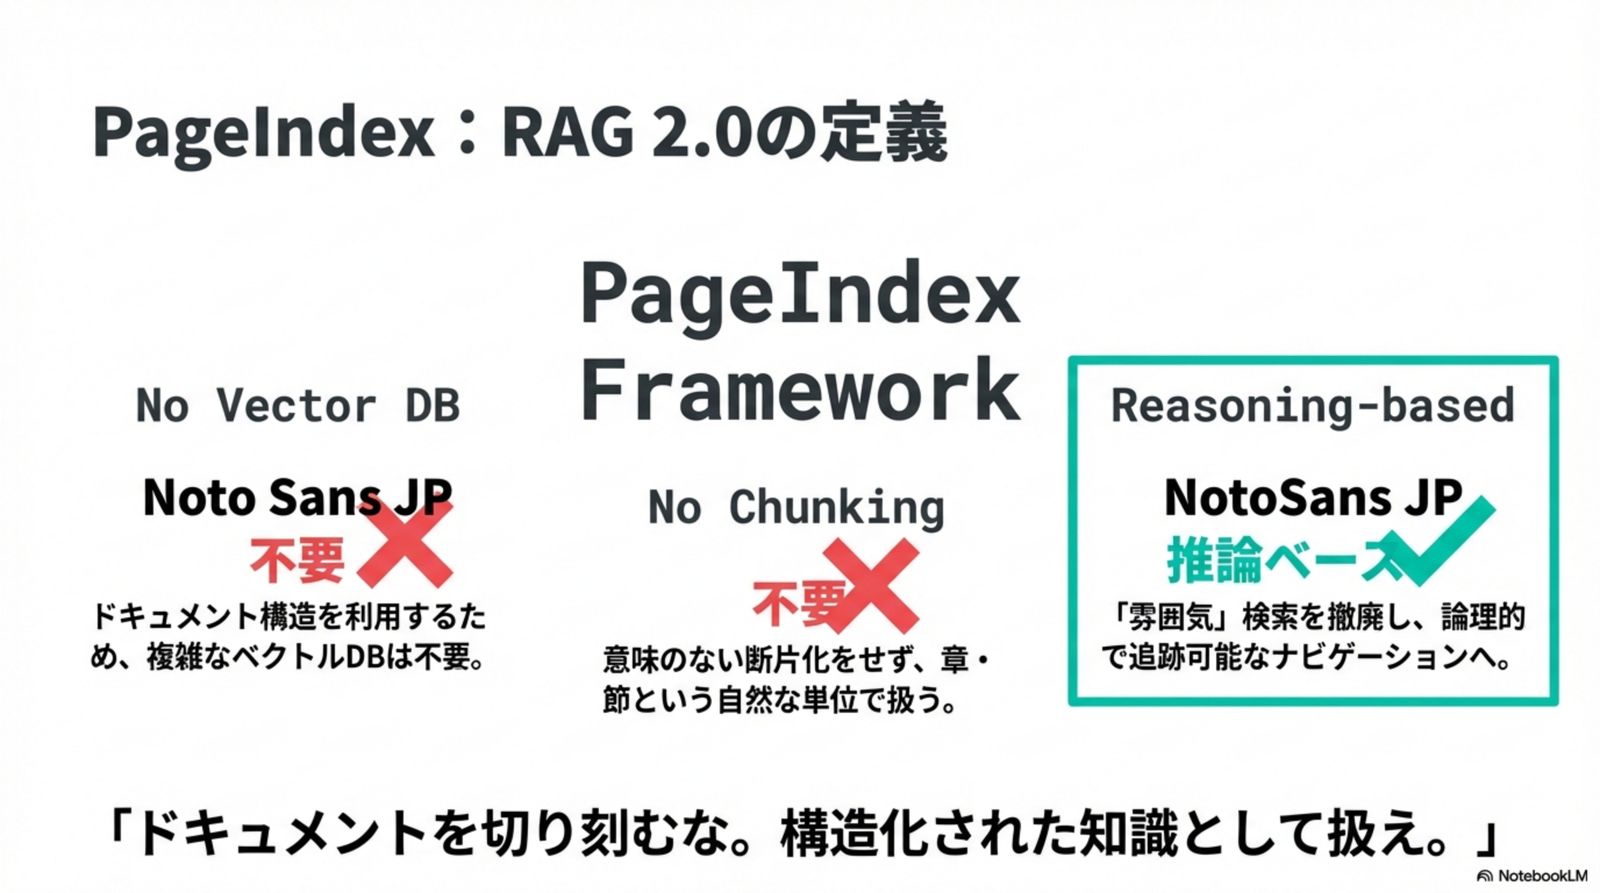 PageIndex：RAG 2.0の定義
PageIndex
Framework
No Vector DB
Noto Sans JP
不要
ドキュメント構造を利用するた
め、複雑なベクトルDBは不要。
No Chunking
不要
意味のない断片化をせず、章・
節という自然な単位で扱う。
Reasoning-based
NotoSans JP
推論ベース
「雰囲気」検索を撤廃し、論理的
で追跡可能なナビゲーションへ。
「ドキュメントを切り刻むな。構造化された知識として扱え。」
NotebookLM